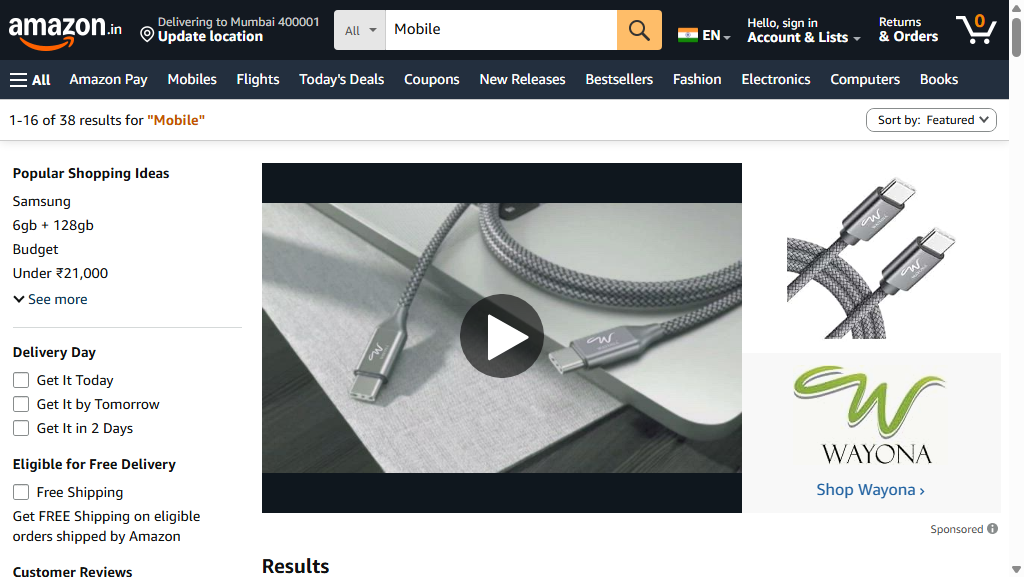 amazon.in
Delivering to Mumbai 400001
Update location
All
Mobile
EN
Hello, sign in
Account & Lists
Returns
& Orders
0
All
Amazon Pay
Mobiles
Flights
Today's Deals
Coupons
New Releases
Bestsellers
Fashion
Electronics
Computers
Books
1-16 of 38 results for "Mobile"
Sort by: Featured
Popular Shopping Ideas
Samsung
6gb + 128gb
Budget
Under ₹21,000
See more
Delivery Day
Get It Today
Get It by Tomorrow
Get It in 2 Days
Eligible for Free Delivery
Free Shipping
Get FREE Shipping on eligible
orders shipped by Amazon
Customer Reviews
WAYONA
WAYONA
WAYONA
Shop Wayona ›
Sponsored
Results